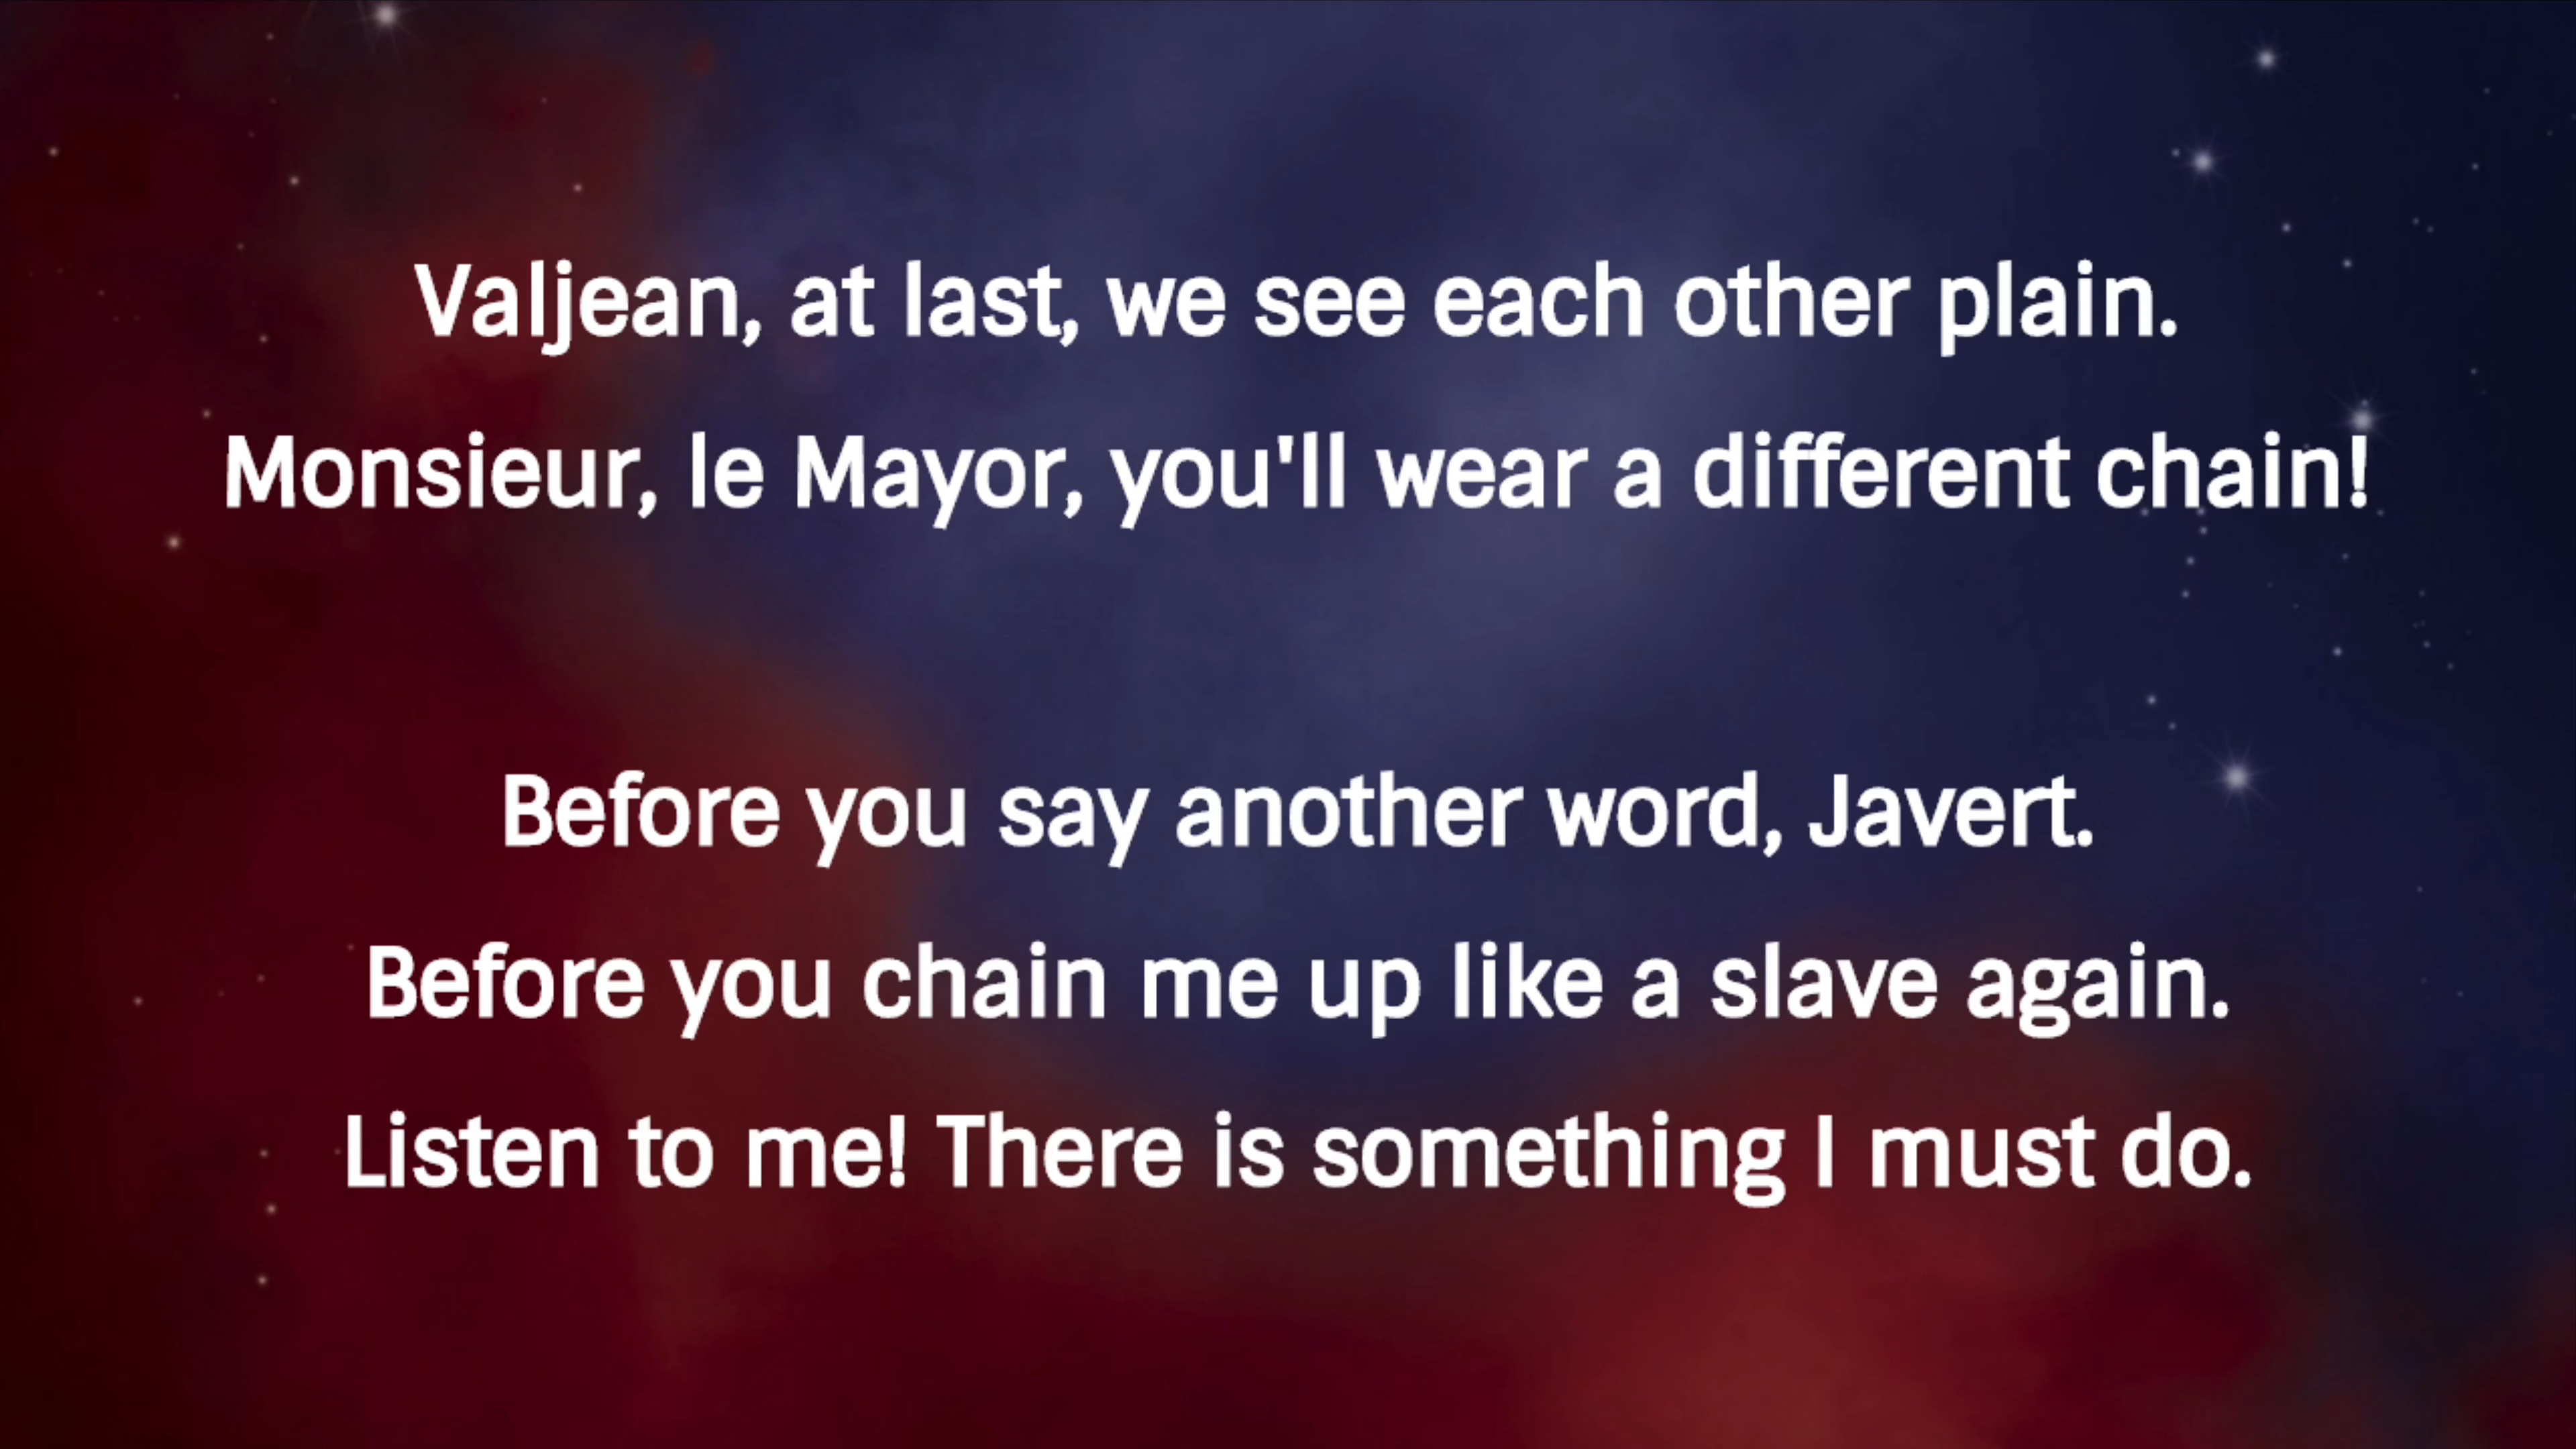 Valjean, at last, we see each other plain.
Monsieur, le Mayor, you'll wear a different chain!
Before you say another word, Javert.
Before you chain me up like a slave again.
Listen to me! There is something I must do.